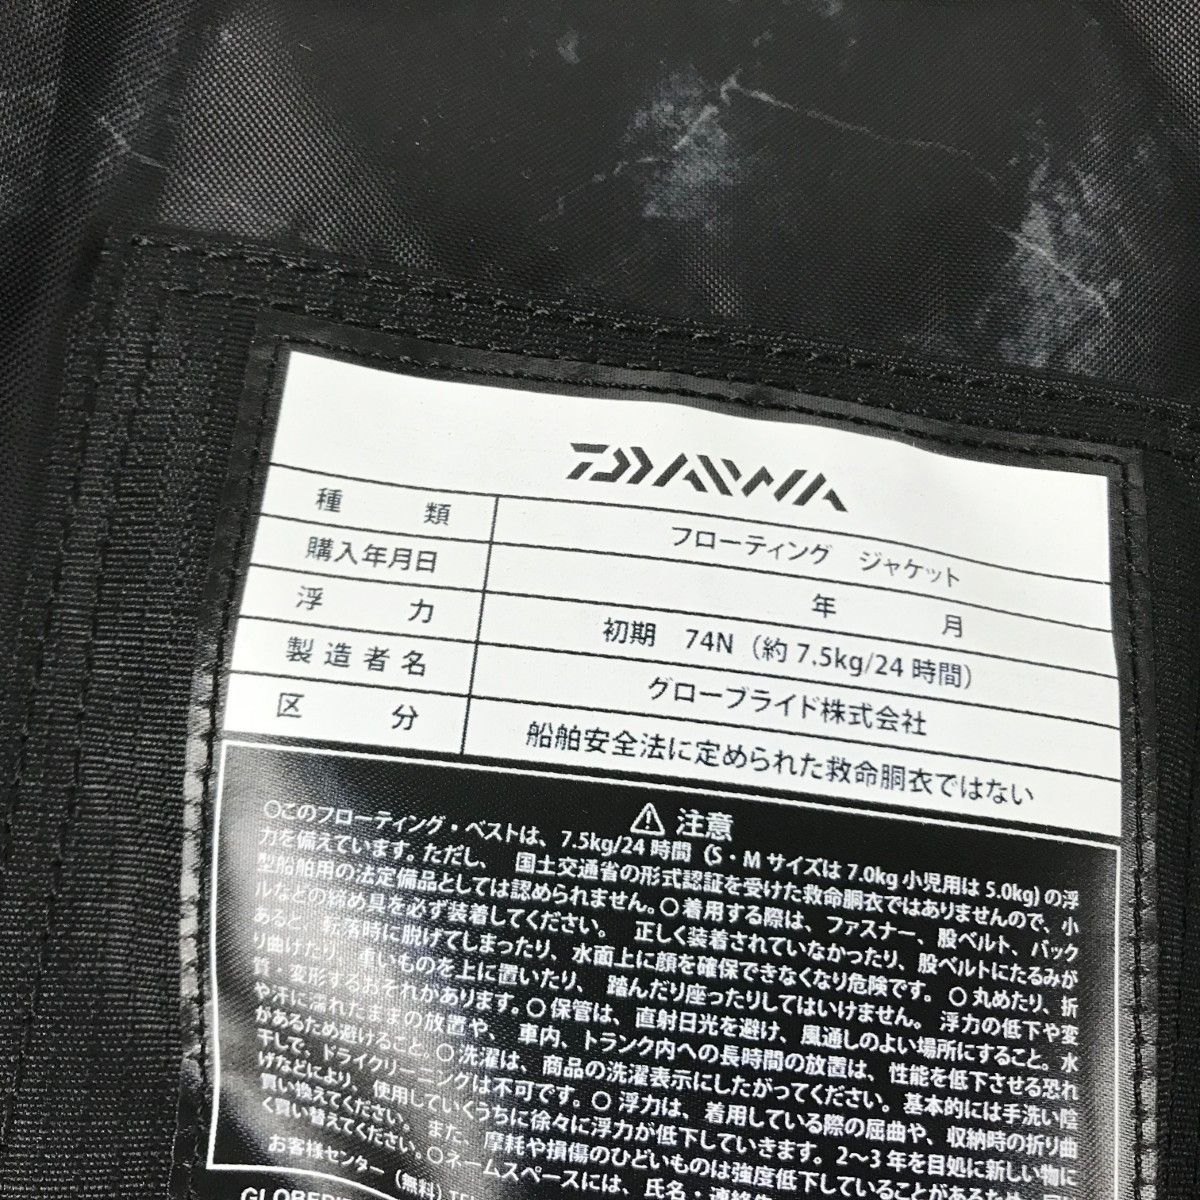 DAIWA
種類 フローティング ジャケット
購入年月日 年 月
浮力 初期 74N（約7.5kg/24時間）
製造者名 グローブライド株式会社
区分 船舶安全法に定められた救命胴衣ではない
⚠ 注意
○このフローティング・ベストは、7.5kg/24時間（S・Mサイズは7.0kg小児用は5.0kg)の浮
力を備えています。ただし、 国土交通省の形式認証を受けた救命胴衣ではありませんので、小
型船舶用の法定備品としては認められません。○着用する際は、ファスナー、股ベルト、バック
ルなどの締め具を必ず装着してください。 正しく装着されていなかったり、股ベルトにたるみが
あると、転落時に脱げてしまったり、水面上に顔を確保できなくなり危険です。○丸めたり、折
り曲げたり、重いものを上に置いたり、 踏んだり座ったりしてはいけません。 浮力の低下や変
質・変形するおそれがあります。○保管は、直射日光を避け、風通しのよい場所にすること。水
や汗に濡れたままの放置や、 車内、トランク内への長時間の放置は、性能を低下させる恐れ
があるため避けること。○洗濯は、商品の洗濯表示にしたがってください。基本的には手洗い陰
干しで、ドライクリーニングは不可です。○浮力は、着用している際の屈曲や、収納時の折り曲
げなどにより、使用していくうちに徐々に浮力が低下していきます。2〜3年を目処に新しい物に
買い換えてください。 また、摩耗や損傷のひどいものは強度低下していることがある
く買い替えてください。○ネームスペースには、氏名・連絡
お客様センター（無料）